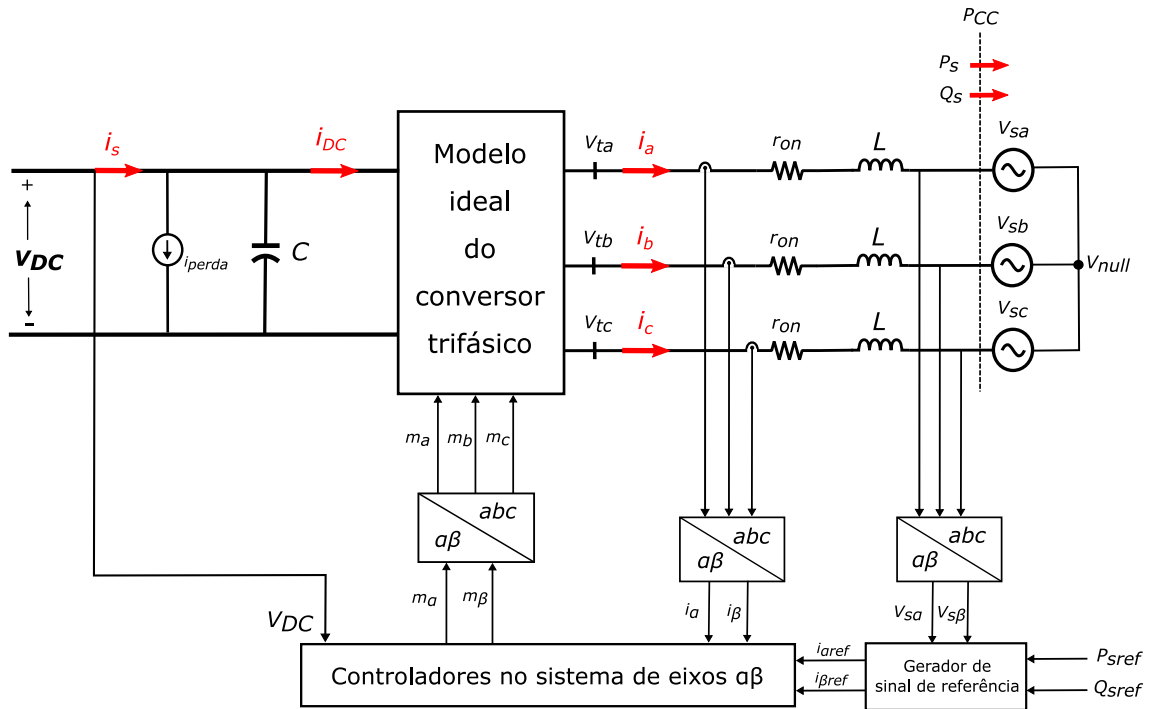 PCC
Ps
Qs
is
iDC
+
VDC
-
iperda
C
Modelo
ideal
do
conversor
trifásico
Vta
ia
ron
L
Vsa
Vtb
ib
ron
L
Vsb
Vnull
Vtc
ic
ron
L
Vsc
ma
mb
mc
abc
αβ
abc
αβ
abc
αβ
mα
mβ
iα
iβ
Vsα
Vsβ
VDC
Controladores no sistema de eixos αβ
iαref
iβref
Gerador de
sinal de referência
Psref
Qsref